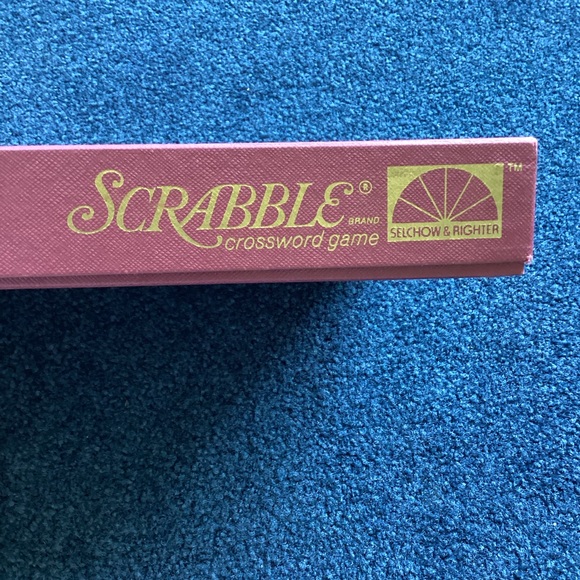 SCRABBLE® BRAND
crossword game
SELCHOW & RIGHTER
™